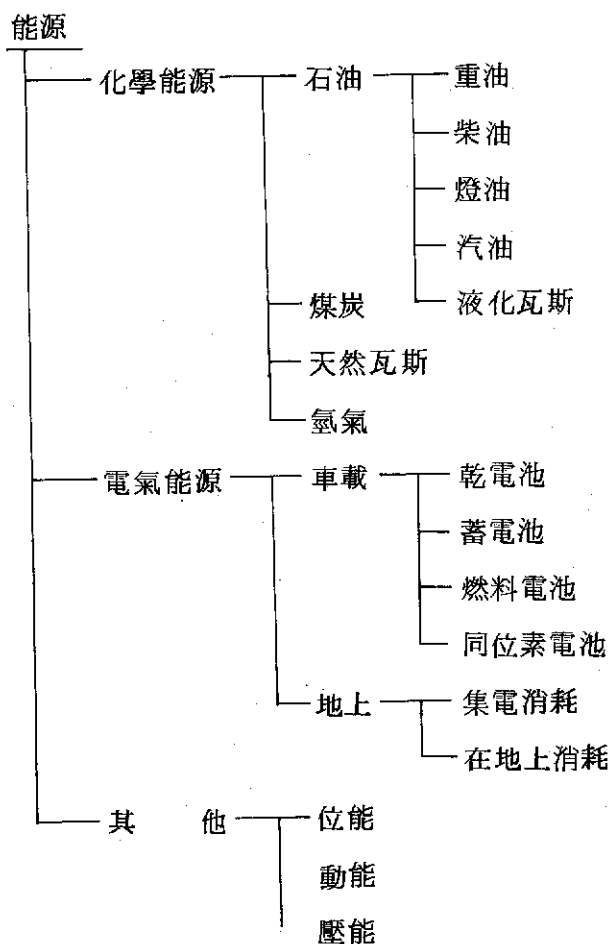 能源
化學能源 石油 重油
柴油
燈油
汽油
液化瓦斯
煤炭
天然瓦斯
氫氣
電氣能源 車載 乾電池
蓄電池
燃料電池
同位素電池
地上 集電消耗
在地上消耗
其他 位能
動能
壓能